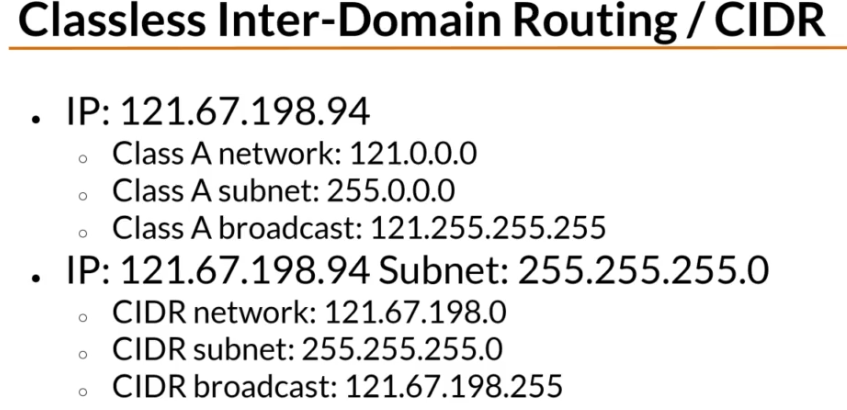 Classless Inter-Domain Routing / CIDR
• IP: 121.67.198.94
○ Class A network: 121.0.0.0
○ Class A subnet: 255.0.0.0
○ Class A broadcast: 121.255.255.255
• IP: 121.67.198.94 Subnet: 255.255.255.0
○ CIDR network: 121.67.198.0
○ CIDR subnet: 255.255.255.0
○ CIDR broadcast: 121.67.198.255